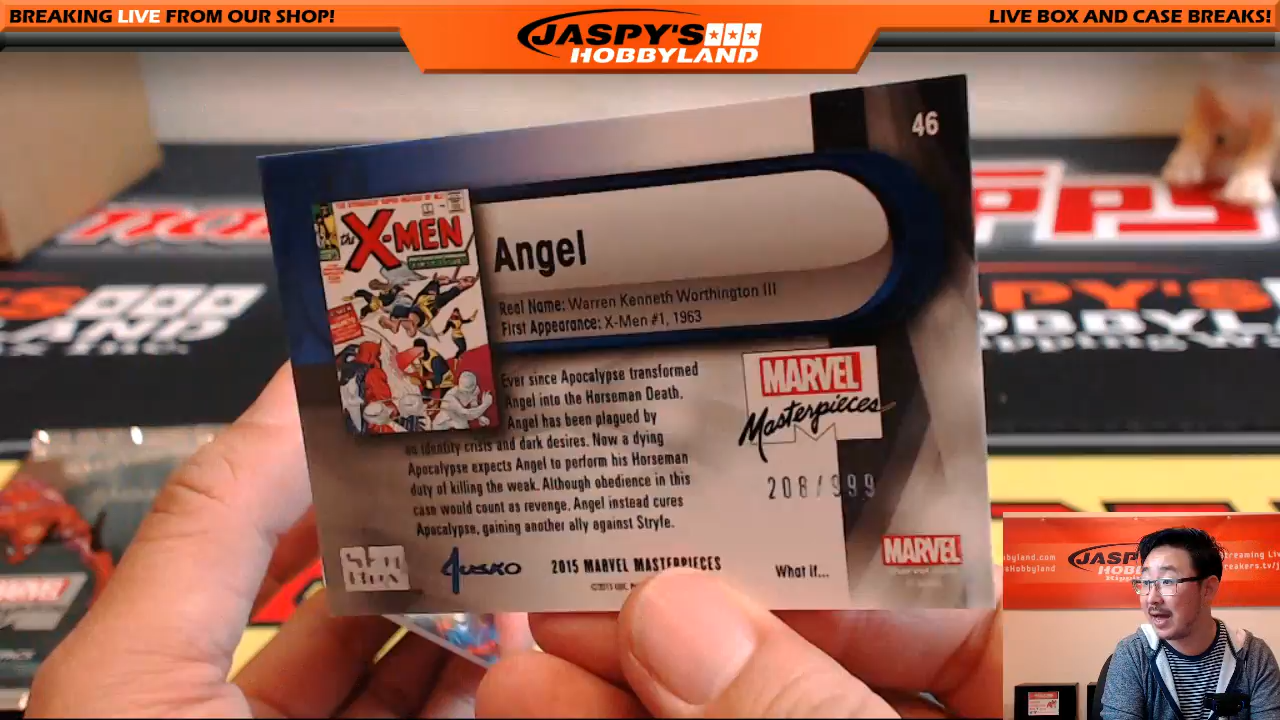 BREAKING LIVE FROM OUR SHOP!
JASPY'S
HOBBYLAND
LIVE BOX AND CASE BREAKS!
46
the X-MEN
Angel
Real Name: Warren Kenneth Worthington III
First Appearance: X-Men #1, 1963
Ever since Apocalypse transformed
Angel into the Horseman Death,
Angel has been plagued by
an identity crisis and dark desires. Now a dying
Apocalypse expects Angel to perform his Horseman
duty of killing the weak. Although obedience in this
case would count as revenge, Angel instead cures
Apocalypse, gaining another ally against Stryfe.
MARVEL
Masterpieces
208/999
Jusko
2015 MARVEL MASTERPIECES
What If...
MARVEL